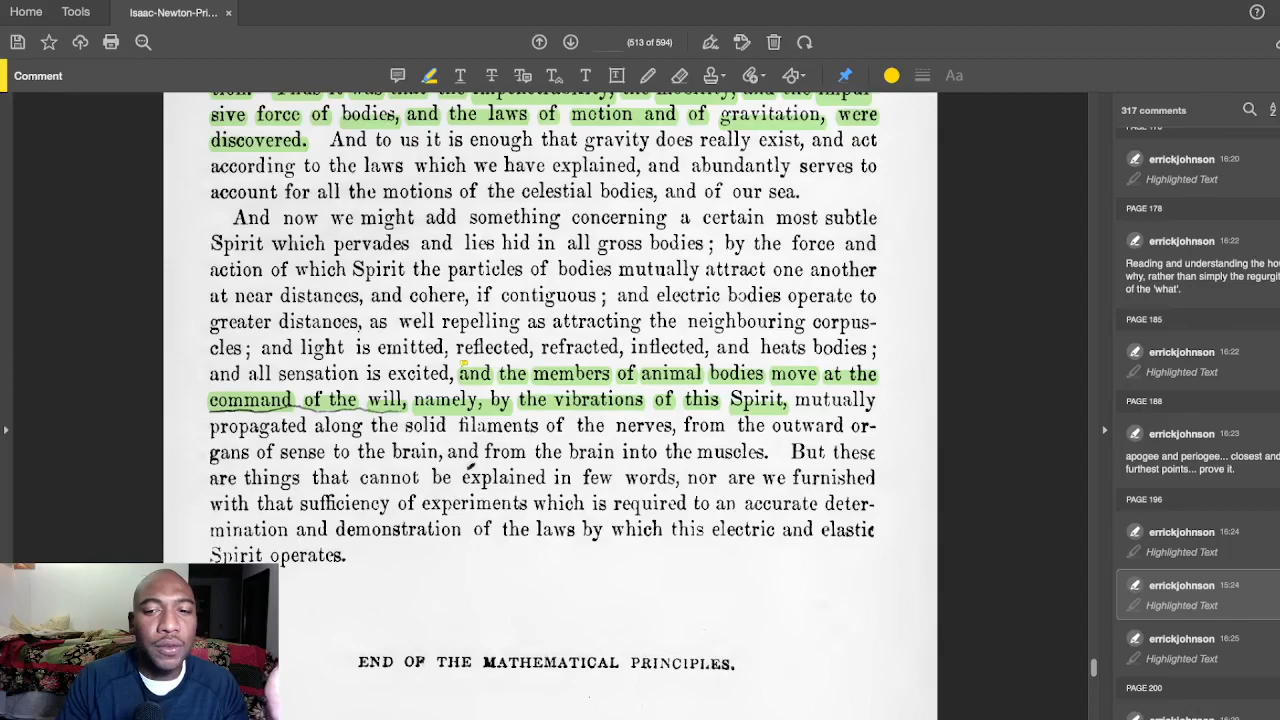 Home Tools Isaac-Newton-Pri... ×
(513 of 594)
Comment
Aa
sive force of bodies, and the laws of motion and of gravitation, were
discovered. And to us it is enough that gravity does really exist, and act
according to the laws which we have explained, and abundantly serves to
account for all the motions of the celestial bodies, and of our sea.
And now we might add something concerning a certain most subtle
Spirit which pervades and lies hid in all gross bodies ; by the force and
action of which Spirit the particles of bodies mutually attract one another
at near distances, and cohere, if contiguous ; and electric bodies operate to
greater distances, as well repelling as attracting the neighbouring corpus-
cles ; and light is emitted, reflected, refracted, inflected, and heats bodies ;
and all sensation is excited, and the members of animal bodies move at the
command of the will, namely, by the vibrations of this Spirit, mutually
propagated along the solid filaments of the nerves, from the outward or-
gans of sense to the brain, and from the brain into the muscles. But these
are things that cannot be explained in few words, nor are we furnished
with that sufficiency of experiments which is required to an accurate deter-
mination and demonstration of the laws by which this electric and elastic
Spirit operates.
END OF THE MATHEMATICAL PRINCIPLES.
317 comments
errickjohnson 16:20
Highlighted Text
PAGE 178
errickjohnson 16:22
Reading and understanding the how
why, rather than simply the regurgit
of the 'what'.
PAGE 185
errickjohnson 16:22
Highlighted Text
PAGE 188
errickjohnson 16:23
apogee and periogee... closest and
furthest points... prove it.
PAGE 196
errickjohnson 16:24
Highlighted Text
errickjohnson 15:24
Highlighted Text
errickjohnson 16:25
Highlighted Text
PAGE 200